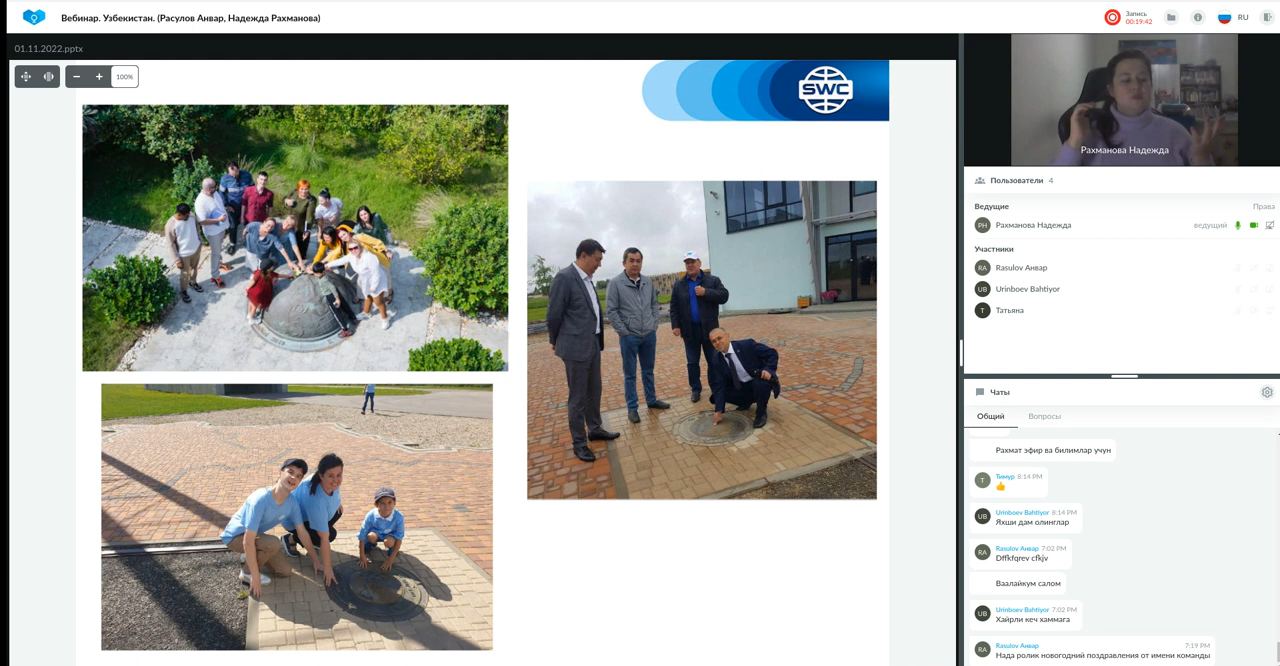 Вебинар. Узбекистан. (Расулов Анвар, Надежда Рахманова)
Запись
00:19:42
RU
01.11.2022.pptx
100%
SWC
Рахманова Надежда
Пользователи 4
Ведущие Права
РН Рахманова Надежда ведущий
Участники
RA Rasulov Анвар
UB Urinboev Bahtiyor
T Татьяна
Чаты
Общий Вопросы
Рахмат эфир ва билимлар учун
T Тимур 8:14 PM
UB Urinboev Bahtiyor 8:14 PM
Яхши дам олинглар
RA Rasulov Анвар 7:02 PM
Dffkfqrev cfkjv
Ваалайкум салом
UB Urinboev Bahtiyor 7:02 PM
Хайрли кеч хаммага
RA Rasulov Анвар 7:19 PM
Нада ролик новогодний поздравления от имени команды